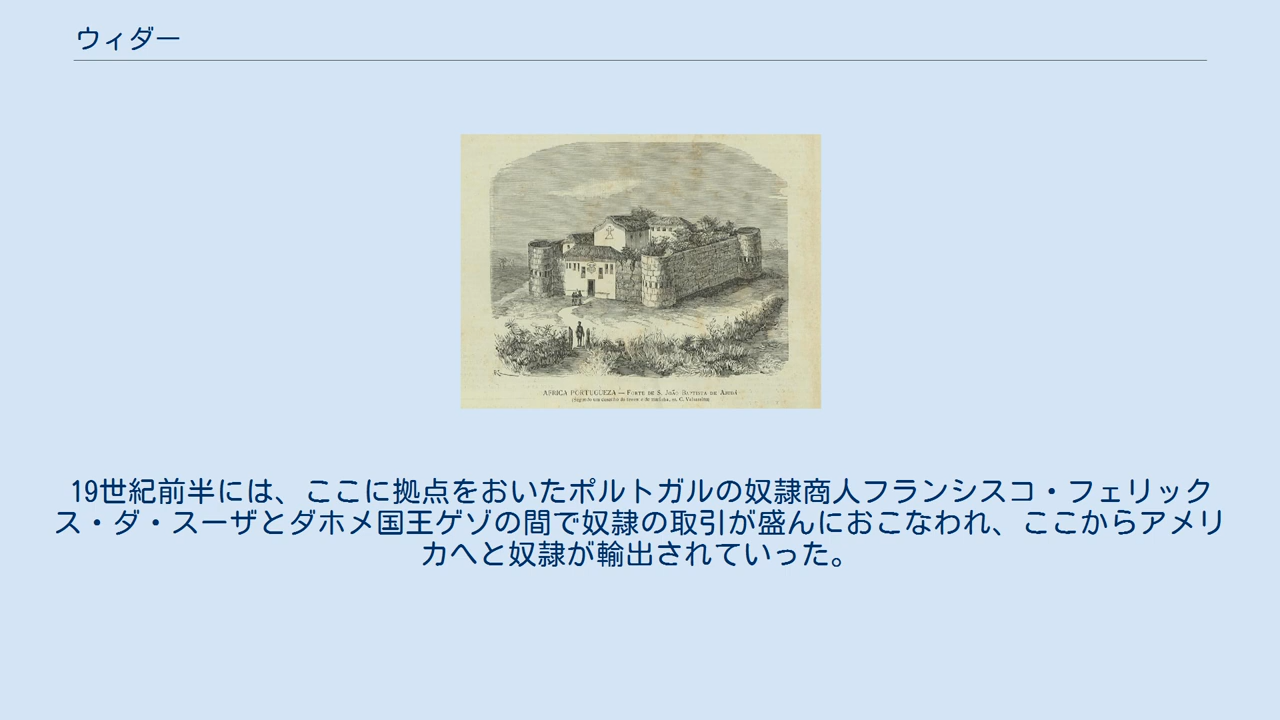 ウィダー
AFRICA PORTUGUEZA — FORTE DE S. JOÃO BAPTISTA DE AJUDÁ
19世紀前半には、ここに拠点をおいたポルトガルの奴隷商人フランシスコ・フェリック
ス・ダ・スーザとダホメ国王ゲゾの間で奴隷の取引が盛んにおこなわれ、ここからアメリ
カへと奴隷が輸出されていった。